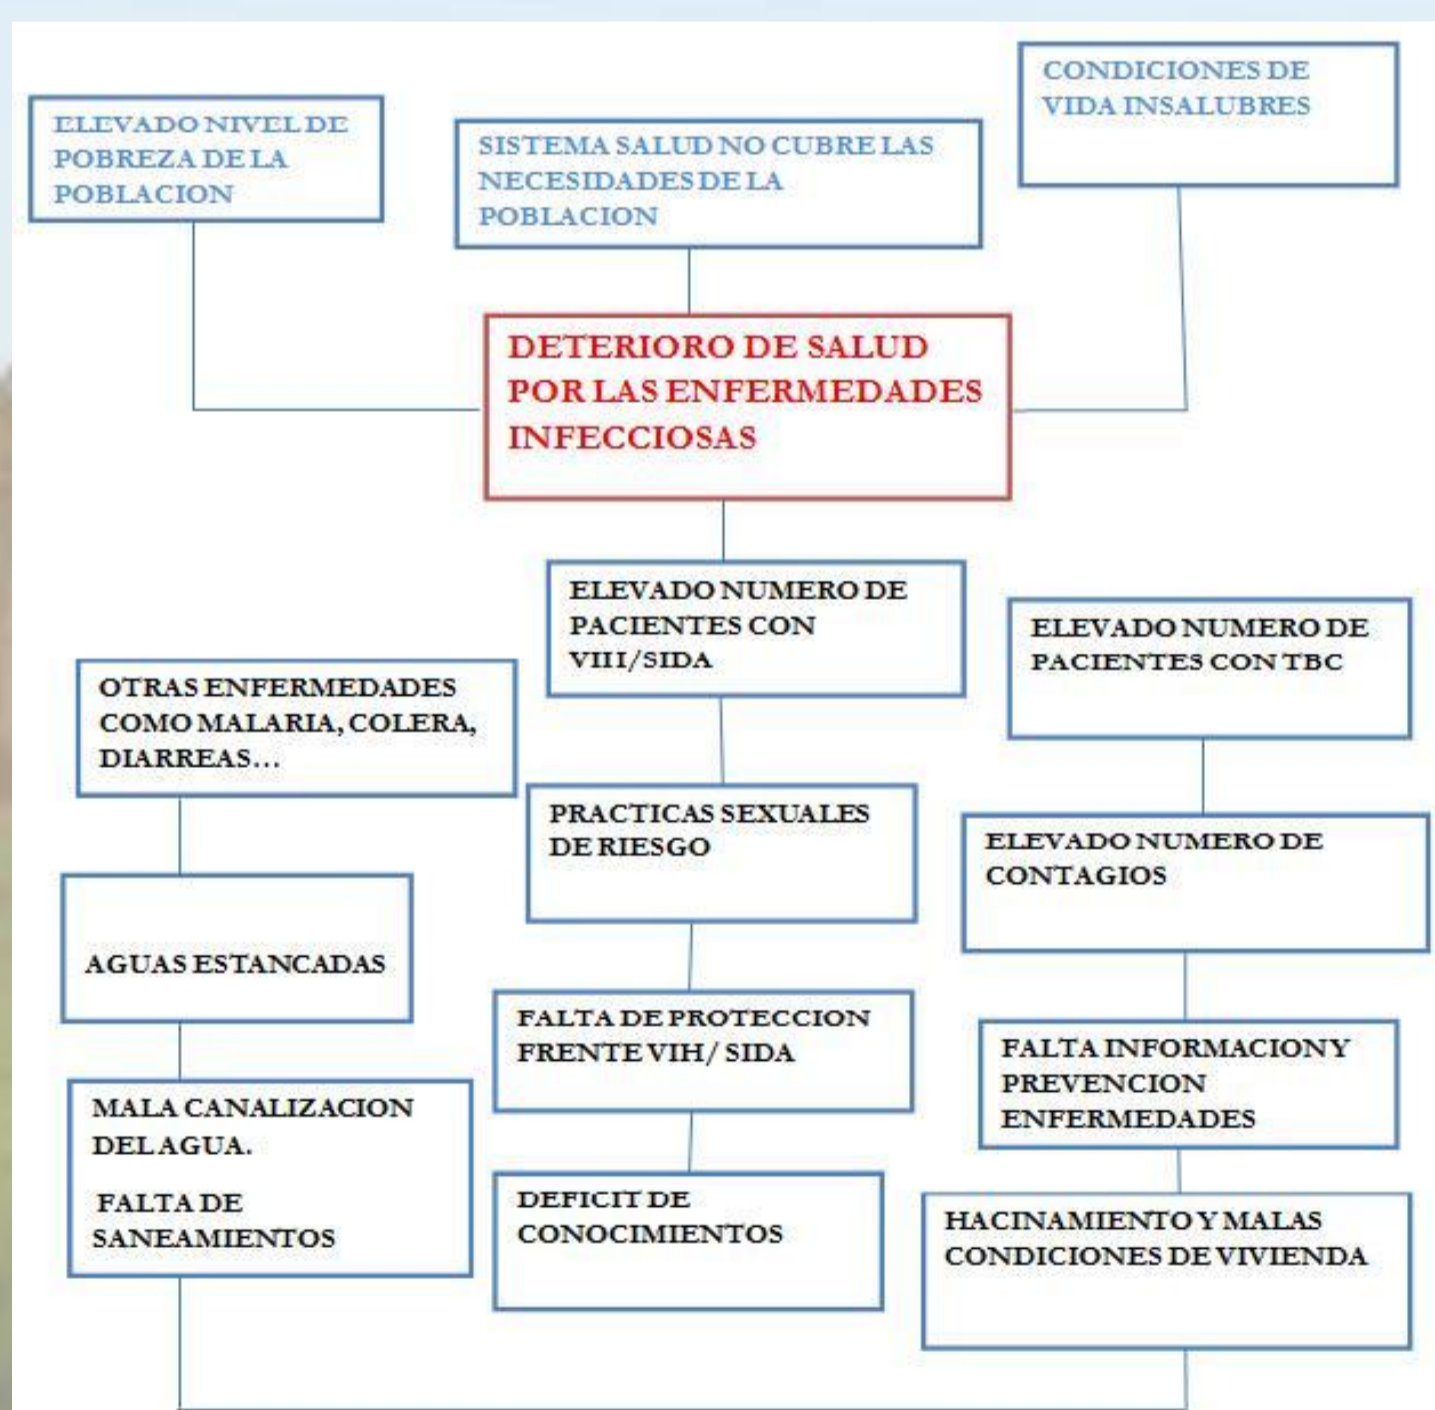 ELEVADO NIVEL DE
POBREZA DE LA
POBLACION
SISTEMA SALUD NO CUBRE LAS
NECESIDADES DE LA
POBLACION
CONDICIONES DE
VIDA INSALUBRES
DETERIORO DE SALUD
POR LAS ENFERMEDADES
INFECCIOSAS
OTRAS ENFERMEDADES
COMO MALARIA, COLERA,
DIARREAS...
AGUAS ESTANCADAS
MALA CANALIZACION
DEL AGUA.
FALTA DE
SANEAMIENTOS
ELEVADO NUMERO DE
PACIENTES CON
VIH/SIDA
PRACTICAS SEXUALES
DE RIESGO
FALTA DE PROTECCION
FRENTE VIH/ SIDA
DEFICIT DE
CONOCIMIENTOS
ELEVADO NUMERO DE
PACIENTES CON TBC
ELEVADO NUMERO DE
CONTAGIOS
FALTA INFORMACION Y
PREVENCION
ENFERMEDADES
HACINAMIENTO Y MALAS
CONDICIONES DE VIVIENDA